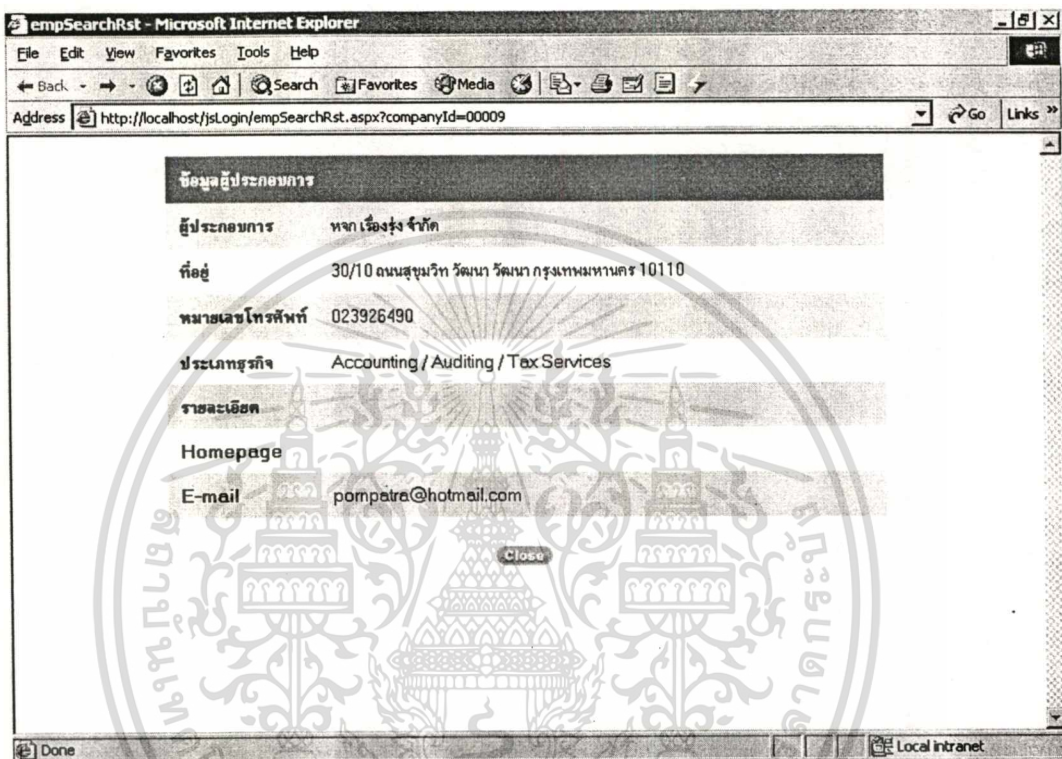 empSearchRst - Microsoft Internet Explorer
File Edit View Favorites Tools Help
Back Search Favorites Media
Address http://localhost/jsLogin/empSearchRst.aspx?companyId=00009 Go Links »
ข้อมูลผู้ประกอบการ
ผู้ประกอบการ หจก เรืองรุ่ง จำกัด
ที่อยู่ 30/10 ถนนสุขุมวิท วัฒนา วัฒนา กรุงเทพมหานคร 10110
หมายเลขโทรศัพท์ 023926490
ประเภทธุรกิจ Accounting / Auditing / Tax Services
รายละเอียด
Homepage
E-mail pornpatra@hotmail.com
Close
Done Local intranet